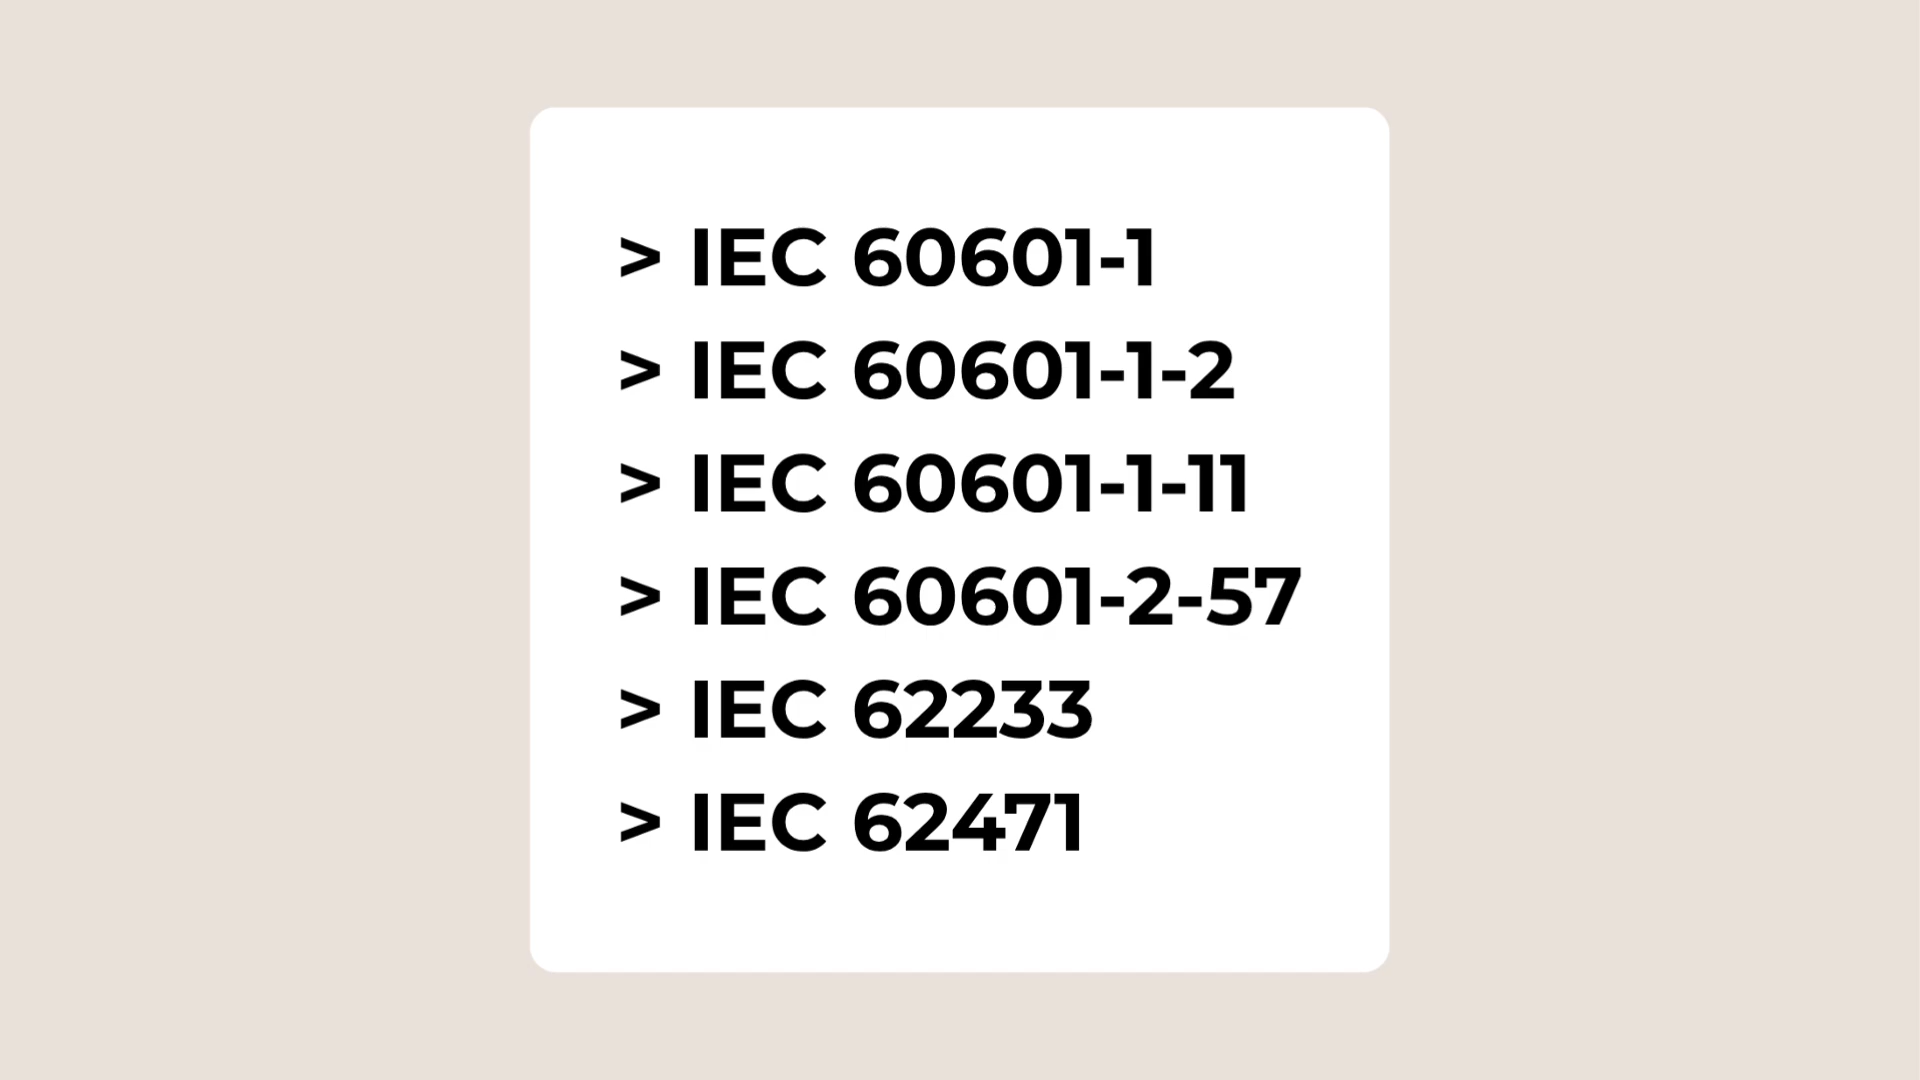 > IEC 60601-1
> IEC 60601-1-2
> IEC 60601-1-11
> IEC 60601-2-57
> IEC 62233
> IEC 62471